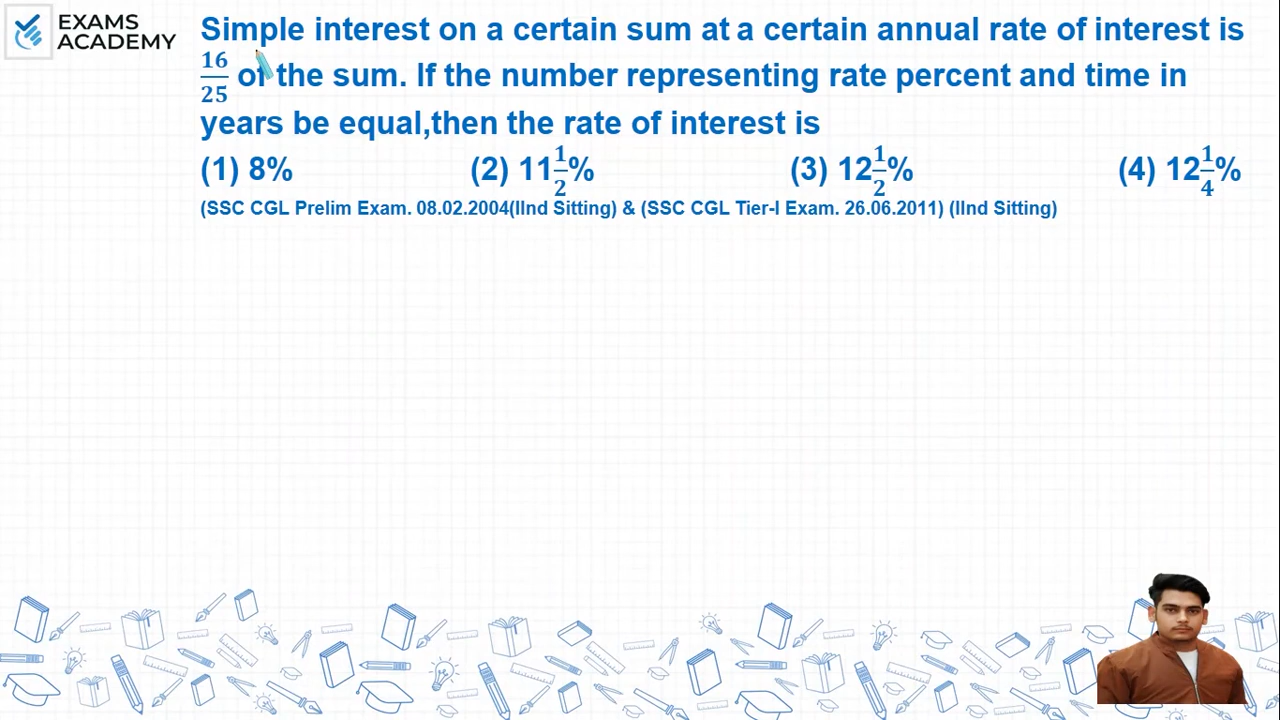 EXAMS
ACADEMY
Simple interest on a certain sum at a certain annual rate of interest is
16/25 of the sum. If the number representing rate percent and time in
years be equal,then the rate of interest is
(1) 8% (2) 11 1/2% (3) 12 1/2% (4) 12 1/4%
(SSC CGL Prelim Exam. 08.02.2004(IInd Sitting) & (SSC CGL Tier-I Exam. 26.06.2011) (IInd Sitting)